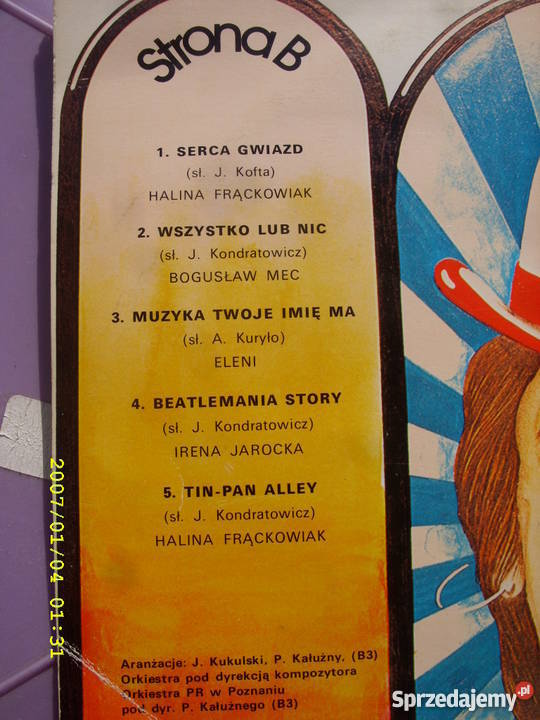 Strona B
1. SERCA GWIAZD
(sł. J. Kofta)
HALINA FRĄCKOWIAK
2. WSZYSTKO LUB NIC
(sł. J. Kondratowicz)
BOGUSŁAW MEC
3. MUZYKA TWOJE IMIĘ MA
(sł. A. Kuryło)
ELENI
4. BEATLEMANIA STORY
(sł. J. Kondratowicz)
IRENA JAROCKA
5. TIN-PAN ALLEY
(sł. J. Kondratowicz)
HALINA FRĄCKOWIAK
Aranżacje: J. Kukulski, P. Kałużny, (B3)
Orkiestra pod dyrekcją kompozytora
Orkiestra PR w Poznaniu
pod dyr. P. Kałużnego (B3)
2007/01/04 01:31
Sprzedajemy.pl